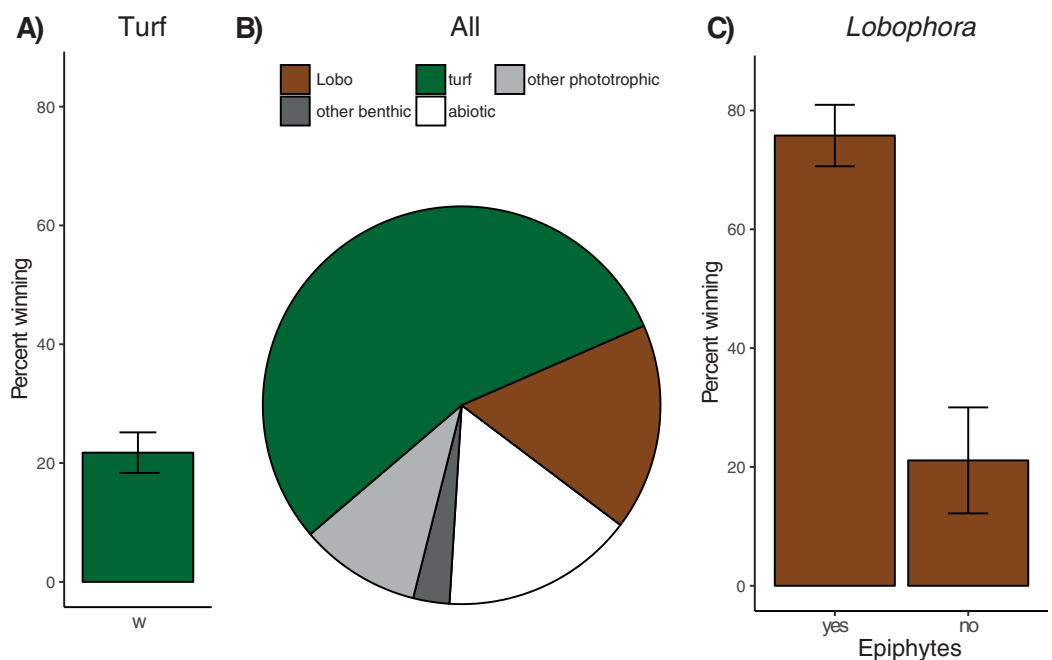 A) Turf
80
60
40
20
0
Percent winning
w
B) All
Lobo turf other phototrophic
other benthic abiotic
C) Lobophora
80
60
40
20
0
Percent winning
yes no
Epiphytes